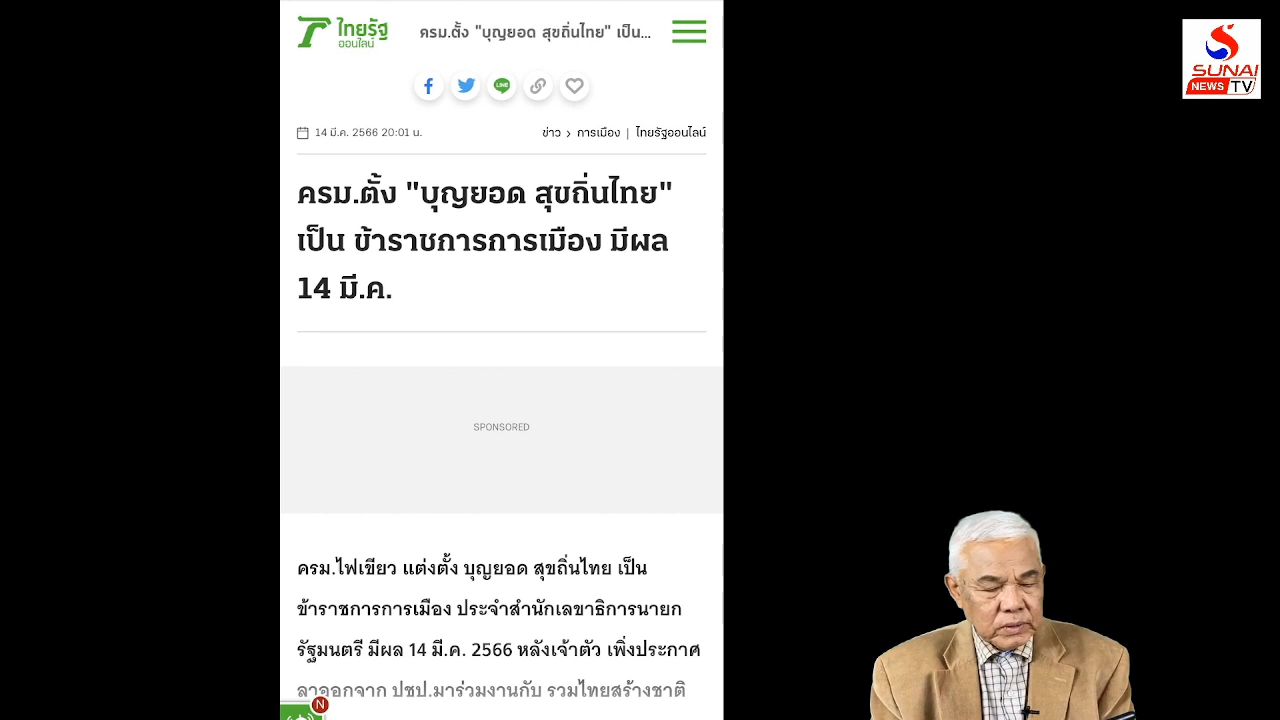 ไทยรัฐ
ออนไลน์
ครม.ตั้ง "บุญยอด สุขถิ่นไทย" เป็น...
LINE
14 มี.ค. 2566 20:01 น.
ข่าว › การเมือง | ไทยรัฐออนไลน์
ครม.ตั้ง "บุญยอด สุขถิ่นไทย"
เป็น ข้าราชการการเมือง มีผล
14 มี.ค.
SPONSORED
ครม.ไฟเขียว แต่งตั้ง บุญยอด สุขถิ่นไทย เป็น
ข้าราชการการเมือง ประจำสำนักเลขาธิการนายก
รัฐมนตรี มีผล 14 มี.ค. 2566 หลังเจ้าตัว เพิ่งประกาศ
ลาออกจาก ปชป.มาร่วมงานกับ รวมไทยสร้างชาติ
N
SUNAI
NEWS TV